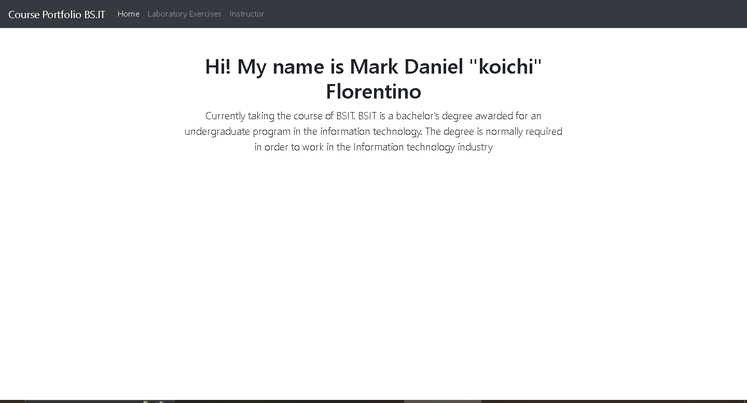 Course Portfolio BS.IT Home Laboratory Exercises Instructor
Hi! My name is Mark Daniel "koichi"
Florentino
Currently taking the course of BSIT. BSIT is a bachelor's degree awarded for an
undergraduate program in the information technology. The degree is normally required
in order to work in the Information technology industry